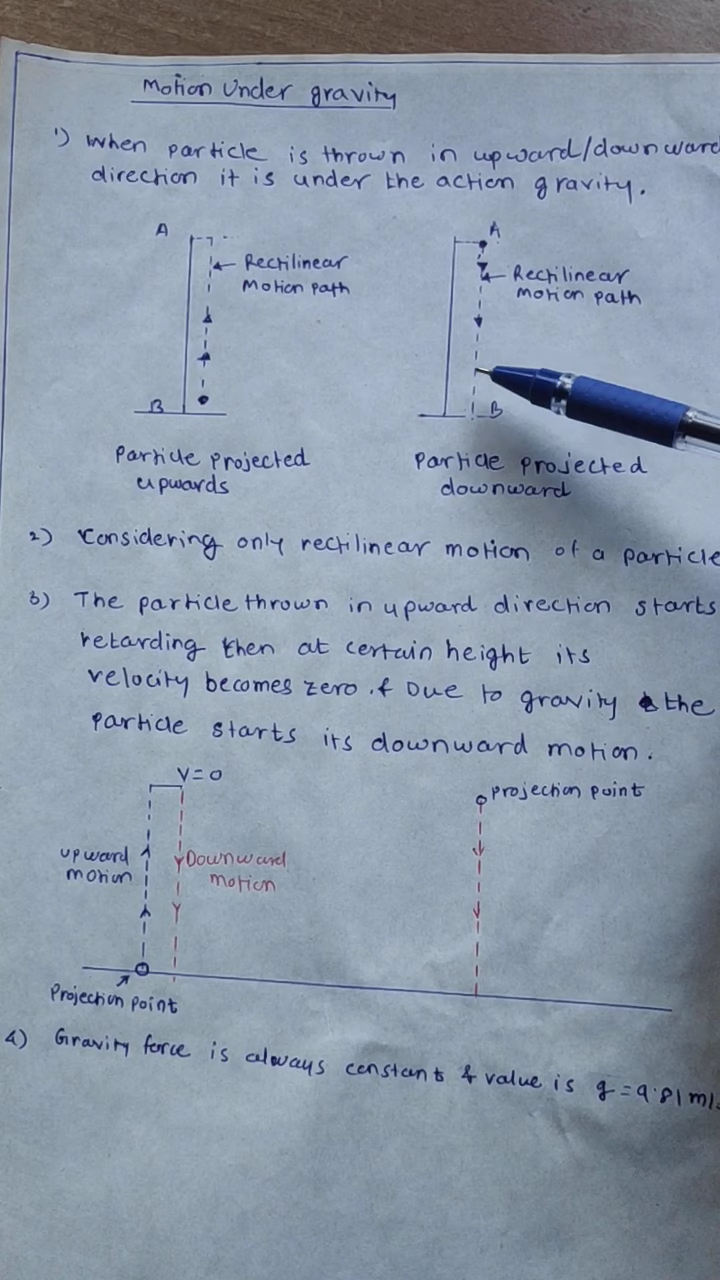 Motion Under gravity
1) When particle is thrown in upward/downward
direction it is under the action gravity.
A
Rectilinear
Motion path
B
Particle projected
upwards
A
Rectilinear
motion path
B
Particle projected
downward
2) Considering only rectilinear motion of a particle
3) The particle thrown in upward direction starts
retarding then at certain height its
velocity becomes zero. & Due to gravity the
particle starts its downward motion.
V=0
upward
motion
Downward
motion
Projection point
projection point
4) Gravity force is always constant & value is g=9.81m/